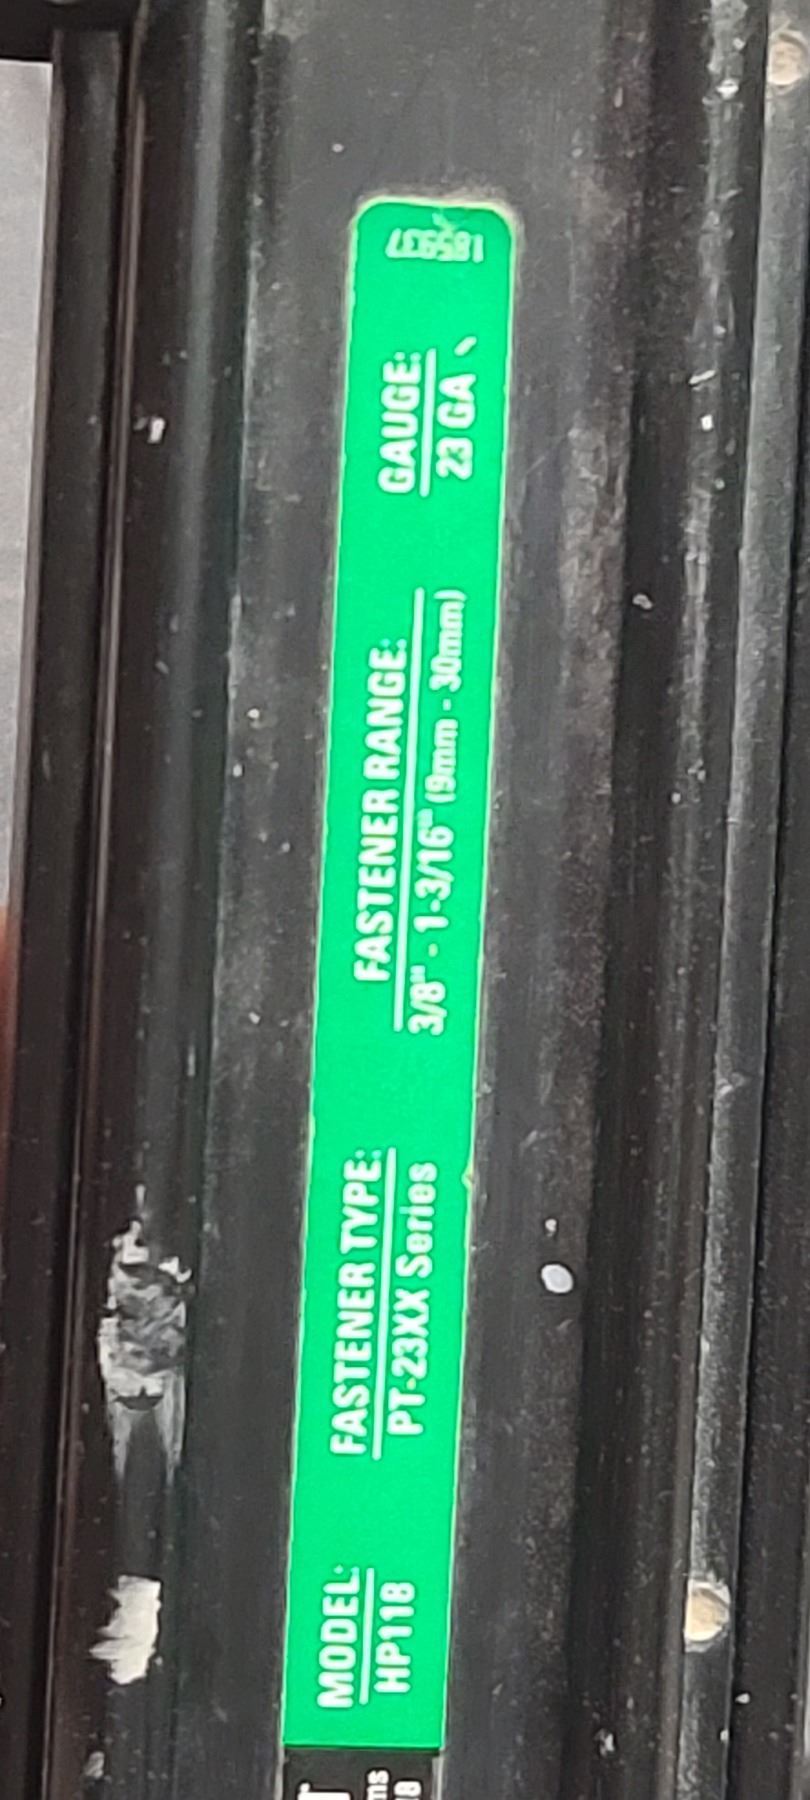 MODEL:
HP118
FASTENER TYPE:
PT-23XX Series
FASTENER RANGE:
3/8" - 1-3/16" (9mm - 30mm)
GAUGE:
23 GA
185937